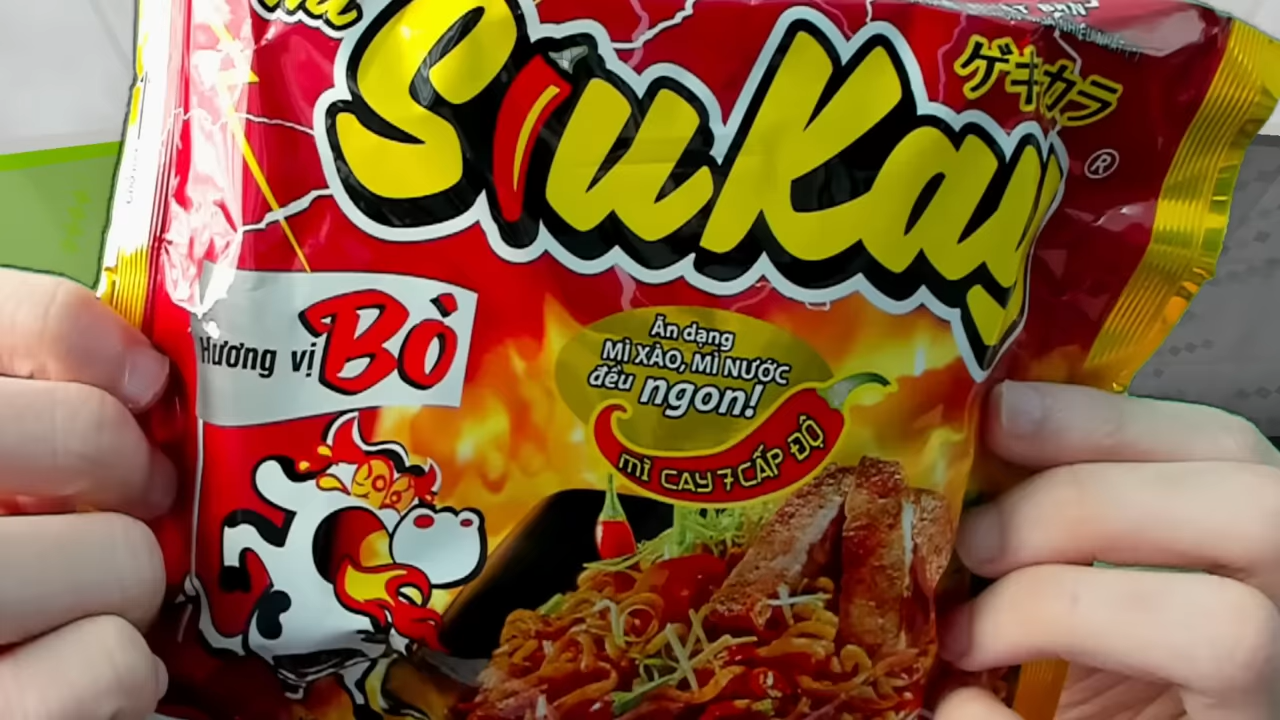 SiuKay
ゲキカラ
®
Hương vị Bò
Ăn dạng
MÌ XÀO, MÌ NƯỚC
đều ngon!
mì CAY 7 CẤP ĐỘ